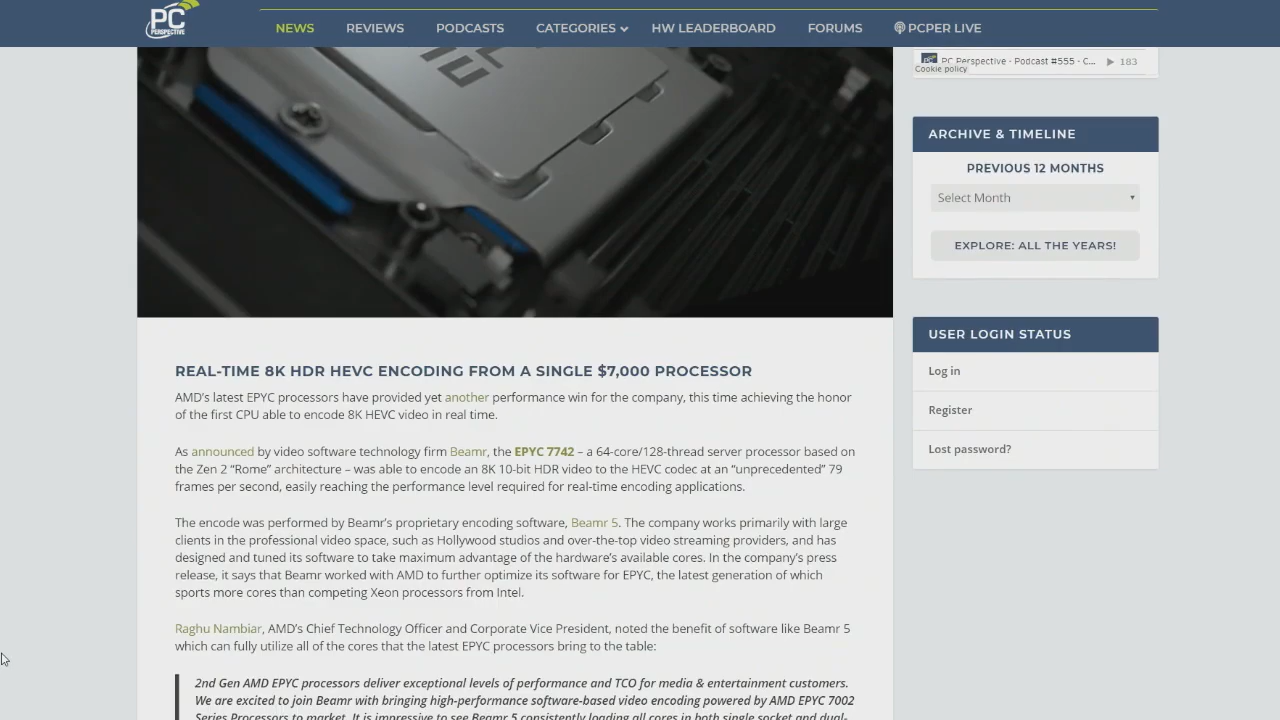 PC
PERSPECTIVE
NEWS
REVIEWS
PODCASTS
CATEGORIES
HW LEADERBOARD
FORUMS
PCPER LIVE
PC Perspective - Podcast #555 - C... 183
Cookie policy
ARCHIVE & TIMELINE
PREVIOUS 12 MONTHS
Select Month
EXPLORE: ALL THE YEARS!
USER LOGIN STATUS
Log in
Register
Lost password?
REAL-TIME 8K HDR HEVC ENCODING FROM A SINGLE $7,000 PROCESSOR
AMD’s latest EPYC processors have provided yet another performance win for the company, this time achieving the honor
of the first CPU able to encode 8K HEVC video in real time.
As announced by video software technology firm Beamr, the EPYC 7742 – a 64-core/128-thread server processor based on
the Zen 2 “Rome” architecture – was able to encode an 8K 10-bit HDR video to the HEVC codec at an “unprecedented” 79
frames per second, easily reaching the performance level required for real-time encoding applications.
The encode was performed by Beamr’s proprietary encoding software, Beamr 5. The company works primarily with large
clients in the professional video space, such as Hollywood studios and over-the-top video streaming providers, and has
designed and tuned its software to take maximum advantage of the hardware’s available cores. In the company’s press
release, it says that Beamr worked with AMD to further optimize its software for EPYC, the latest generation of which
sports more cores than competing Xeon processors from Intel.
Raghu Nambiar, AMD’s Chief Technology Officer and Corporate Vice President, noted the benefit of software like Beamr 5
which can fully utilize all of the cores that the latest EPYC processors bring to the table:
2nd Gen AMD EPYC processors deliver exceptional levels of performance and TCO for media & entertainment customers.
We are excited to join Beamr with bringing high-performance software-based video encoding powered by AMD EPYC 7002
Series Processors to market. It is impressive to see Beamr 5 consistently loading all cores in both single socket and dual-